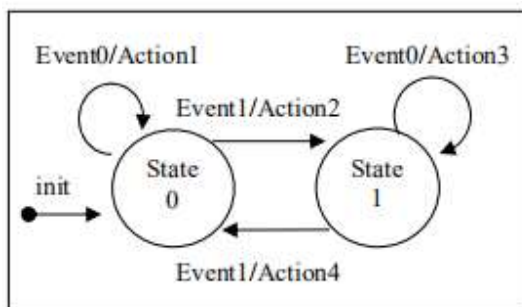 Event0/Action1
Event0/Action3
Event1/Action2
State
0
State
1
init
Event1/Action4